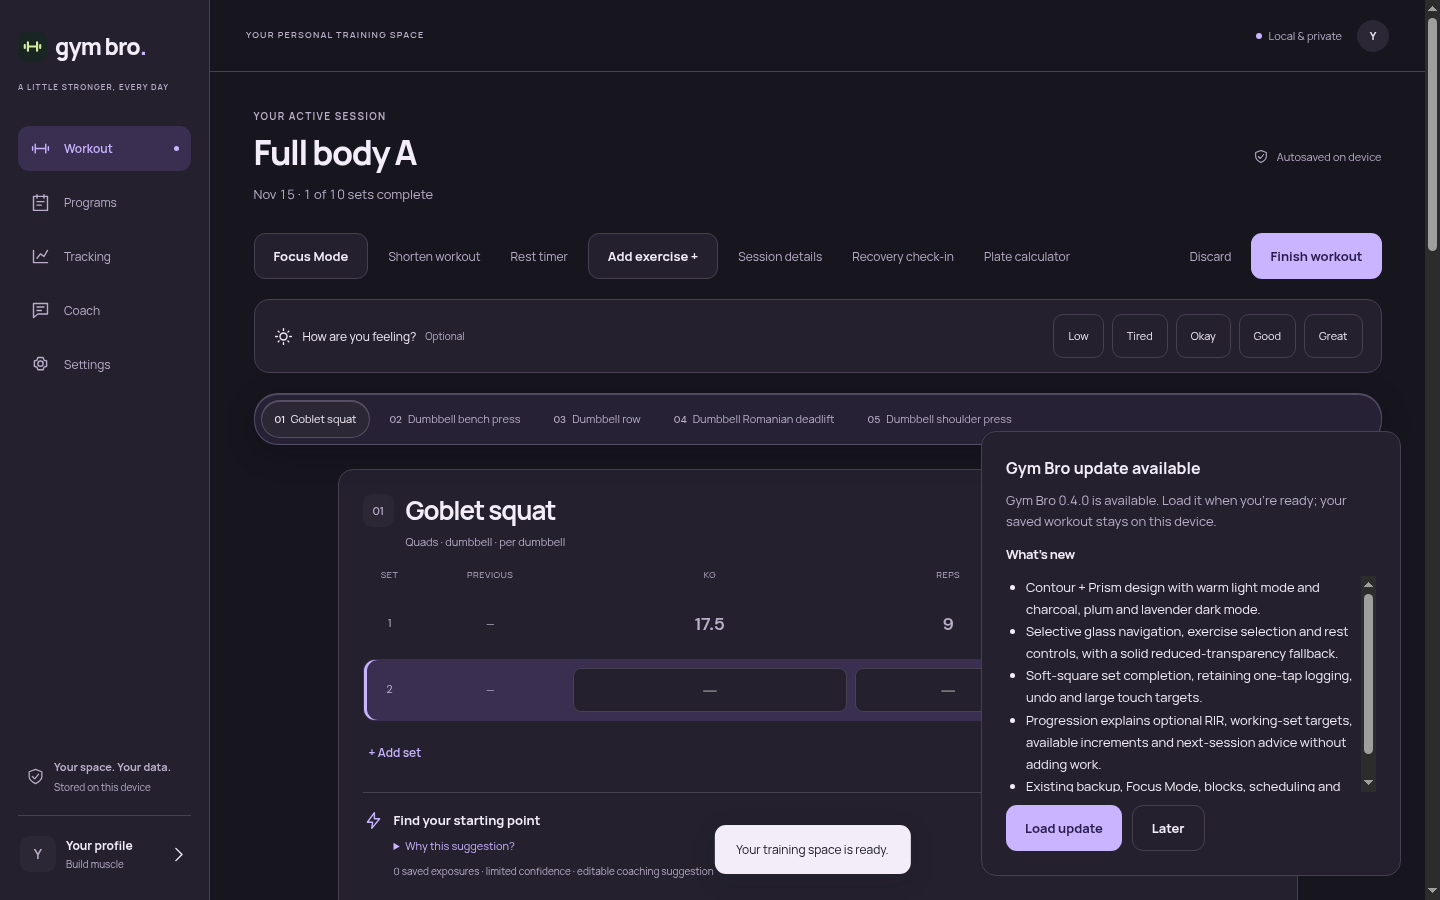 gym bro.
A LITTLE STRONGER, EVERY DAY
Workout
Programs
Tracking
Coach
Settings
Your space. Your data.
Stored on this device
Y
Your profile
Build muscle
YOUR PERSONAL TRAINING SPACE
Local & private
Y
YOUR ACTIVE SESSION
Full body A
Nov 15 · 1 of 10 sets complete
Autosaved on device
Focus Mode
Shorten workout
Rest timer
Add exercise +
Session details
Recovery check-in
Plate calculator
Discard
Finish workout
How are you feeling? Optional
Low
Tired
Okay
Good
Great
01 Goblet squat
02 Dumbbell bench press
03 Dumbbell row
04 Dumbbell Romanian deadlift
05 Dumbbell shoulder press
01 Goblet squat
Quads · dumbbell · per dumbbell
SET PREVIOUS KG REPS
1 — 17.5 9
2 — — —
+ Add set
Find your starting point
Why this suggestion?
0 saved exposures · limited confidence · editable coaching suggestion
Your training space is ready.
Gym Bro update available
Gym Bro 0.4.0 is available. Load it when you're ready; your
saved workout stays on this device.
What's new
Contour + Prism design with warm light mode and
charcoal, plum and lavender dark mode.
Selective glass navigation, exercise selection and rest
controls, with a solid reduced-transparency fallback.
Soft-square set completion, retaining one-tap logging,
undo and large touch targets.
Progression explains optional RIR, working-set targets,
available increments and next-session advice without
adding work.
Existing backup, Focus Mode, blocks, scheduling and
Load update
Later